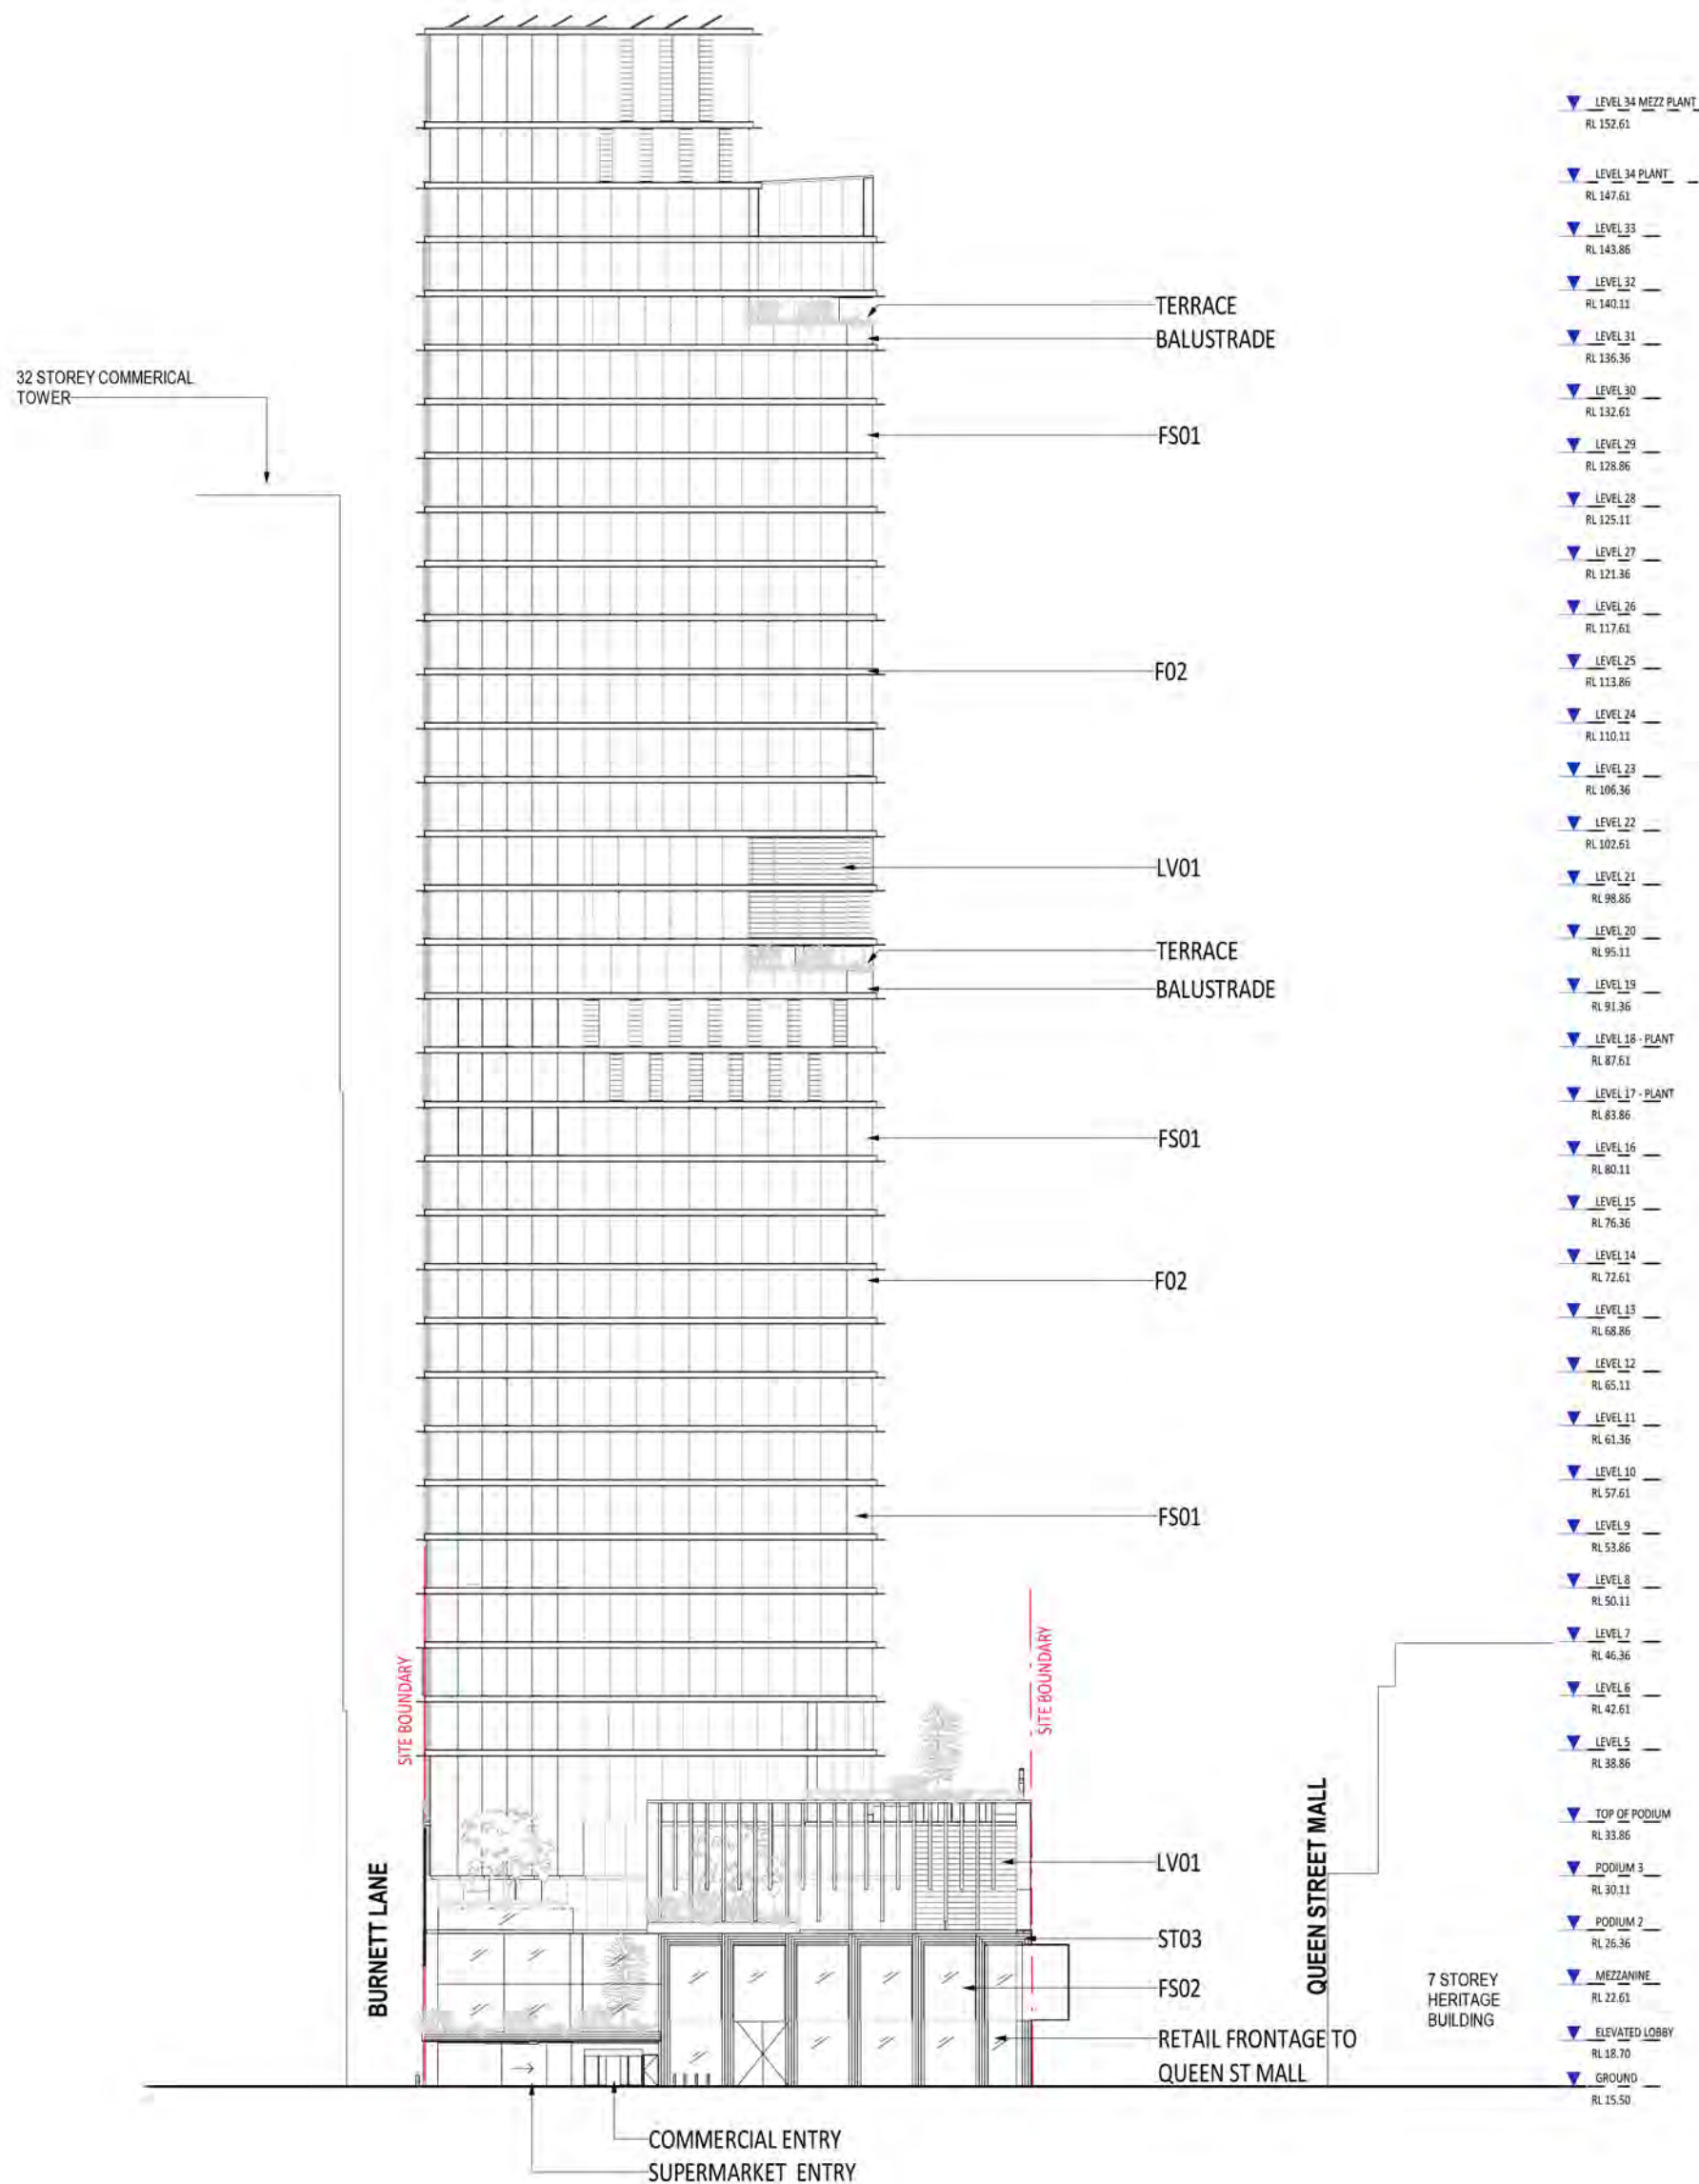 LEVEL 34 MEZZ PLANT
RL 152.61
LEVEL 34 PLANT
RL 147.61
LEVEL 33
RL 143.86
LEVEL 32
RL 140.11
LEVEL 31
RL 136.36
LEVEL 30
RL 132.61
LEVEL 29
RL 128.86
LEVEL 28
RL 125.11
LEVEL 27
RL 121.36
LEVEL 26
RL 117.61
LEVEL 25
RL 113.86
LEVEL 24
RL 110.11
LEVEL 23
RL 106.36
LEVEL 22
RL 102.61
LEVEL 21
RL 98.86
LEVEL 20
RL 95.11
LEVEL 19
RL 91.36
LEVEL 18 - PLANT
RL 87.61
LEVEL 17 - PLANT
RL 83.86
LEVEL 16
RL 80.11
LEVEL 15
RL 76.36
LEVEL 14
RL 72.61
LEVEL 13
RL 68.86
LEVEL 12
RL 65.11
LEVEL 11
RL 61.36
LEVEL 10
RL 57.61
LEVEL 9
RL 53.86
LEVEL 8
RL 50.11
LEVEL 7
RL 46.36
LEVEL 6
RL 42.61
LEVEL 5
RL 38.86
TOP OF PODIUM
RL 33.86
PODIUM 3
RL 30.11
PODIUM 2
RL 26.36
MEZZANINE
RL 22.61
ELEVATED LOBBY
RL 18.70
GROUND
RL 15.50
32 STOREY COMMERICAL
TOWER
TERRACE
BALUSTRADE
FS01
F02
LV01
TERRACE
BALUSTRADE
FS01
F02
FS01
SITE BOUNDARY
SITE BOUNDARY
BURNETT LANE
QUEEN STREET MALL
LV01
ST03
FS02
RETAIL FRONTAGE TO
QUEEN ST MALL
7 STOREY
HERITAGE
BUILDING
COMMERCIAL ENTRY
SUPERMARKET ENTRY